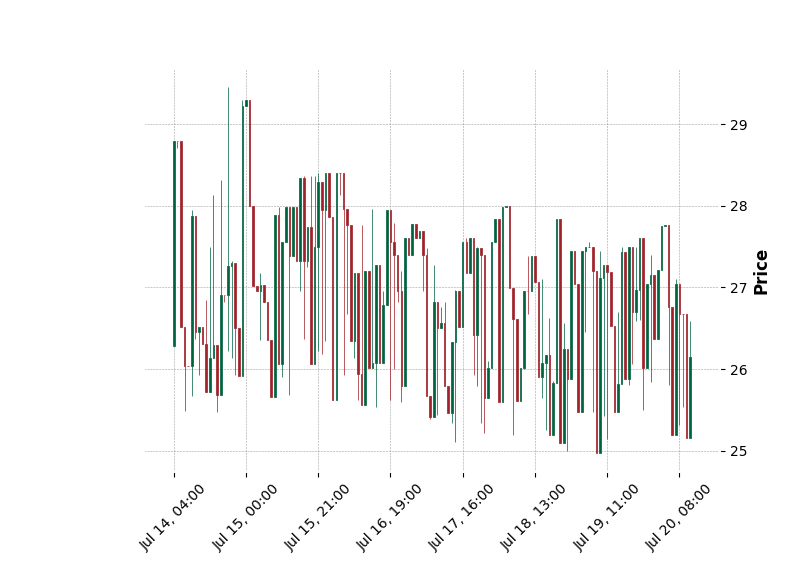 29
28
27
26
25
Price
Jul 14, 04:00
Jul 15, 00:00
Jul 15, 21:00
Jul 16, 19:00
Jul 17, 16:00
Jul 18, 13:00
Jul 19, 11:00
Jul 20, 08:00